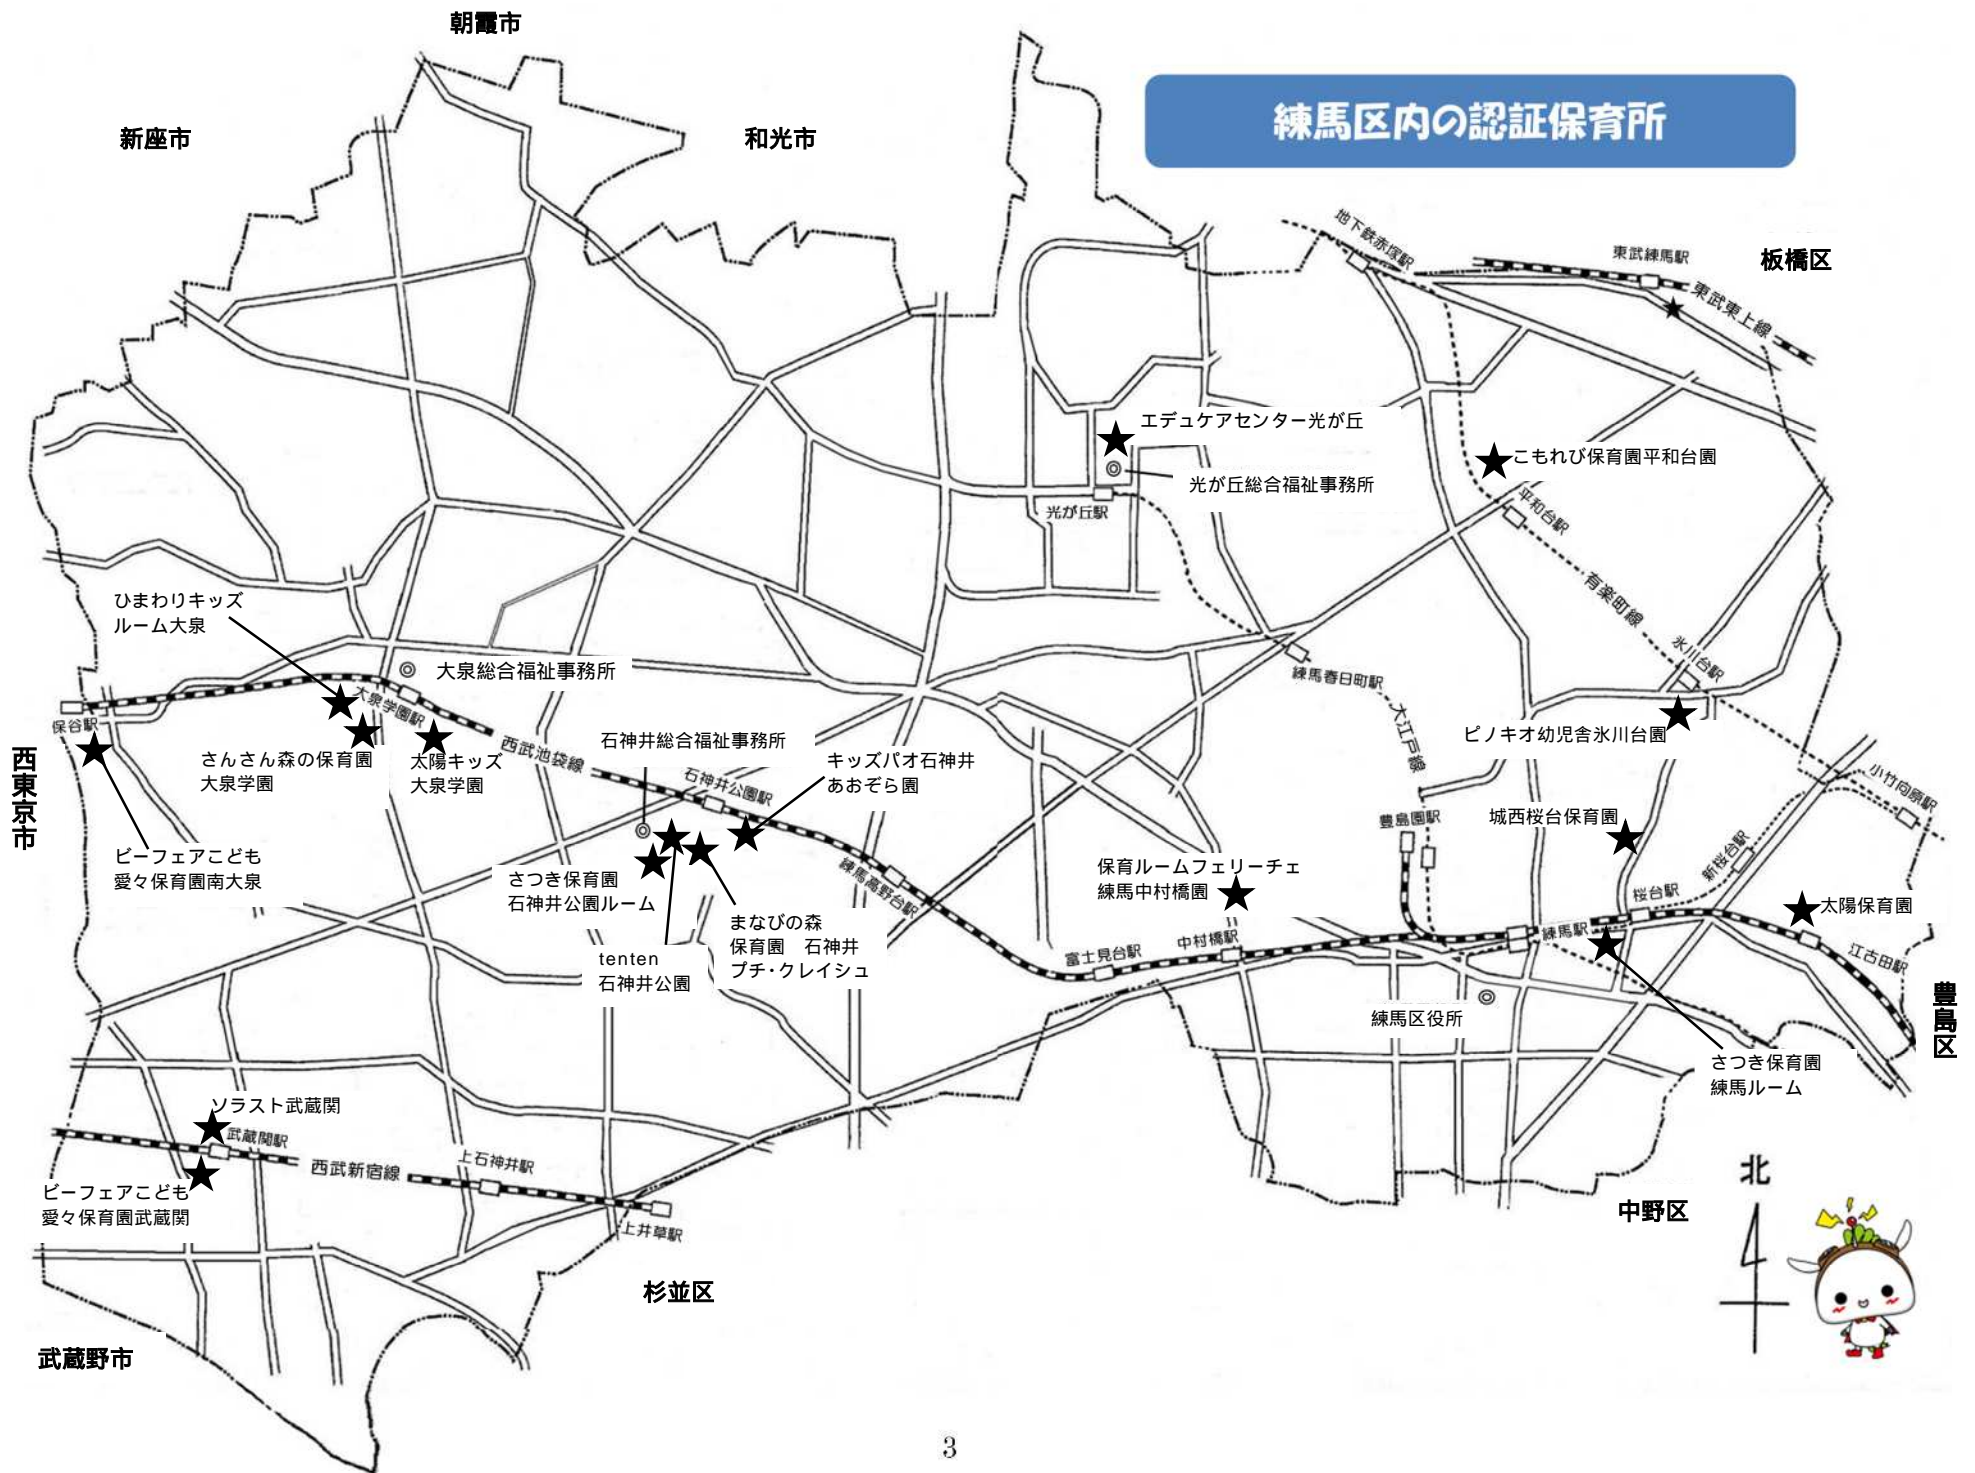 朝霞市
新座市
和光市
練馬区内の認証保育所
地下鉄赤塚駅
東武練馬駅
板橋区
東武東上線
エデュケアセンター光が丘
こもれび保育園平和台園
光が丘総合福祉事務所
光が丘駅
平和台駅
有楽町線
ひまわりキッズ
ルーム大泉
氷川台駅
大泉総合福祉事務所
練馬春日町駅
大江戸線
保谷駅
大泉学園駅
西武池袋線
石神井総合福祉事務所
ピノキオ幼児舎氷川台園
さんさん森の保育園
大泉学園
太陽キッズ
大泉学園
キッズパオ石神井
あおぞら園
石神井公園駅
西東京市
小竹向原駅
豊島園駅
城西桜台保育園
新桜台駅
ビーフェアこども
愛々保育園南大泉
さつき保育園
石神井公園ルーム
練馬高野台駅
保育ルームフェリーチェ
練馬中村橋園
桜台駅
太陽保育園
まなびの森
保育園 石神井
プチ・クレイシュ
tenten
石神井公園
富士見台駅
中村橋駅
練馬駅
江古田駅
練馬区役所
豊島区
さつき保育園
練馬ルーム
ソラスト武蔵関
武蔵関駅
西武新宿線
上石神井駅
ビーフェアこども
愛々保育園武蔵関
上井草駅
中野区
北
杉並区
武蔵野市
3